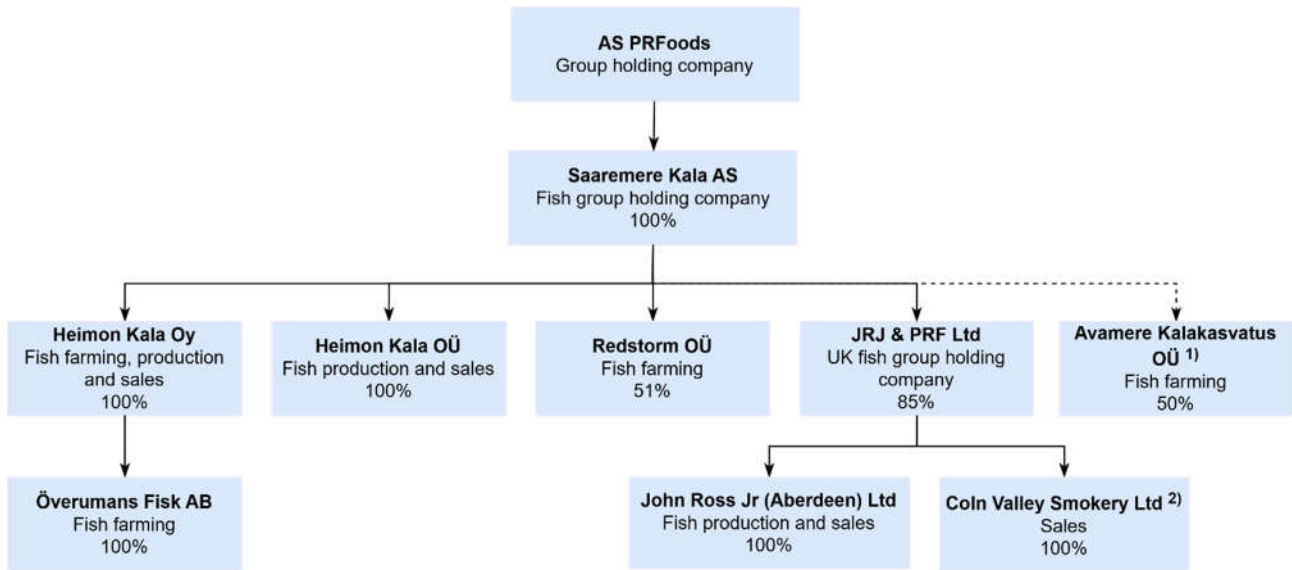 AS PRFoods
Group holding company
Saaremere Kala AS
Fish group holding company
100%
Heimon Kala Oy
Fish farming, production
and sales
100%
Heimon Kala OÜ
Fish production and sales
100%
Redstorm OÜ
Fish farming
51%
JRJ & PRF Ltd
UK fish group holding
company
85%
Avamere Kalakasvatus
OÜ 1)
Fish farming
50%
Överumans Fisk AB
Fish farming
100%
John Ross Jr (Aberdeen) Ltd
Fish production and sales
100%
Coln Valley Smokery Ltd 2)
Sales
100%